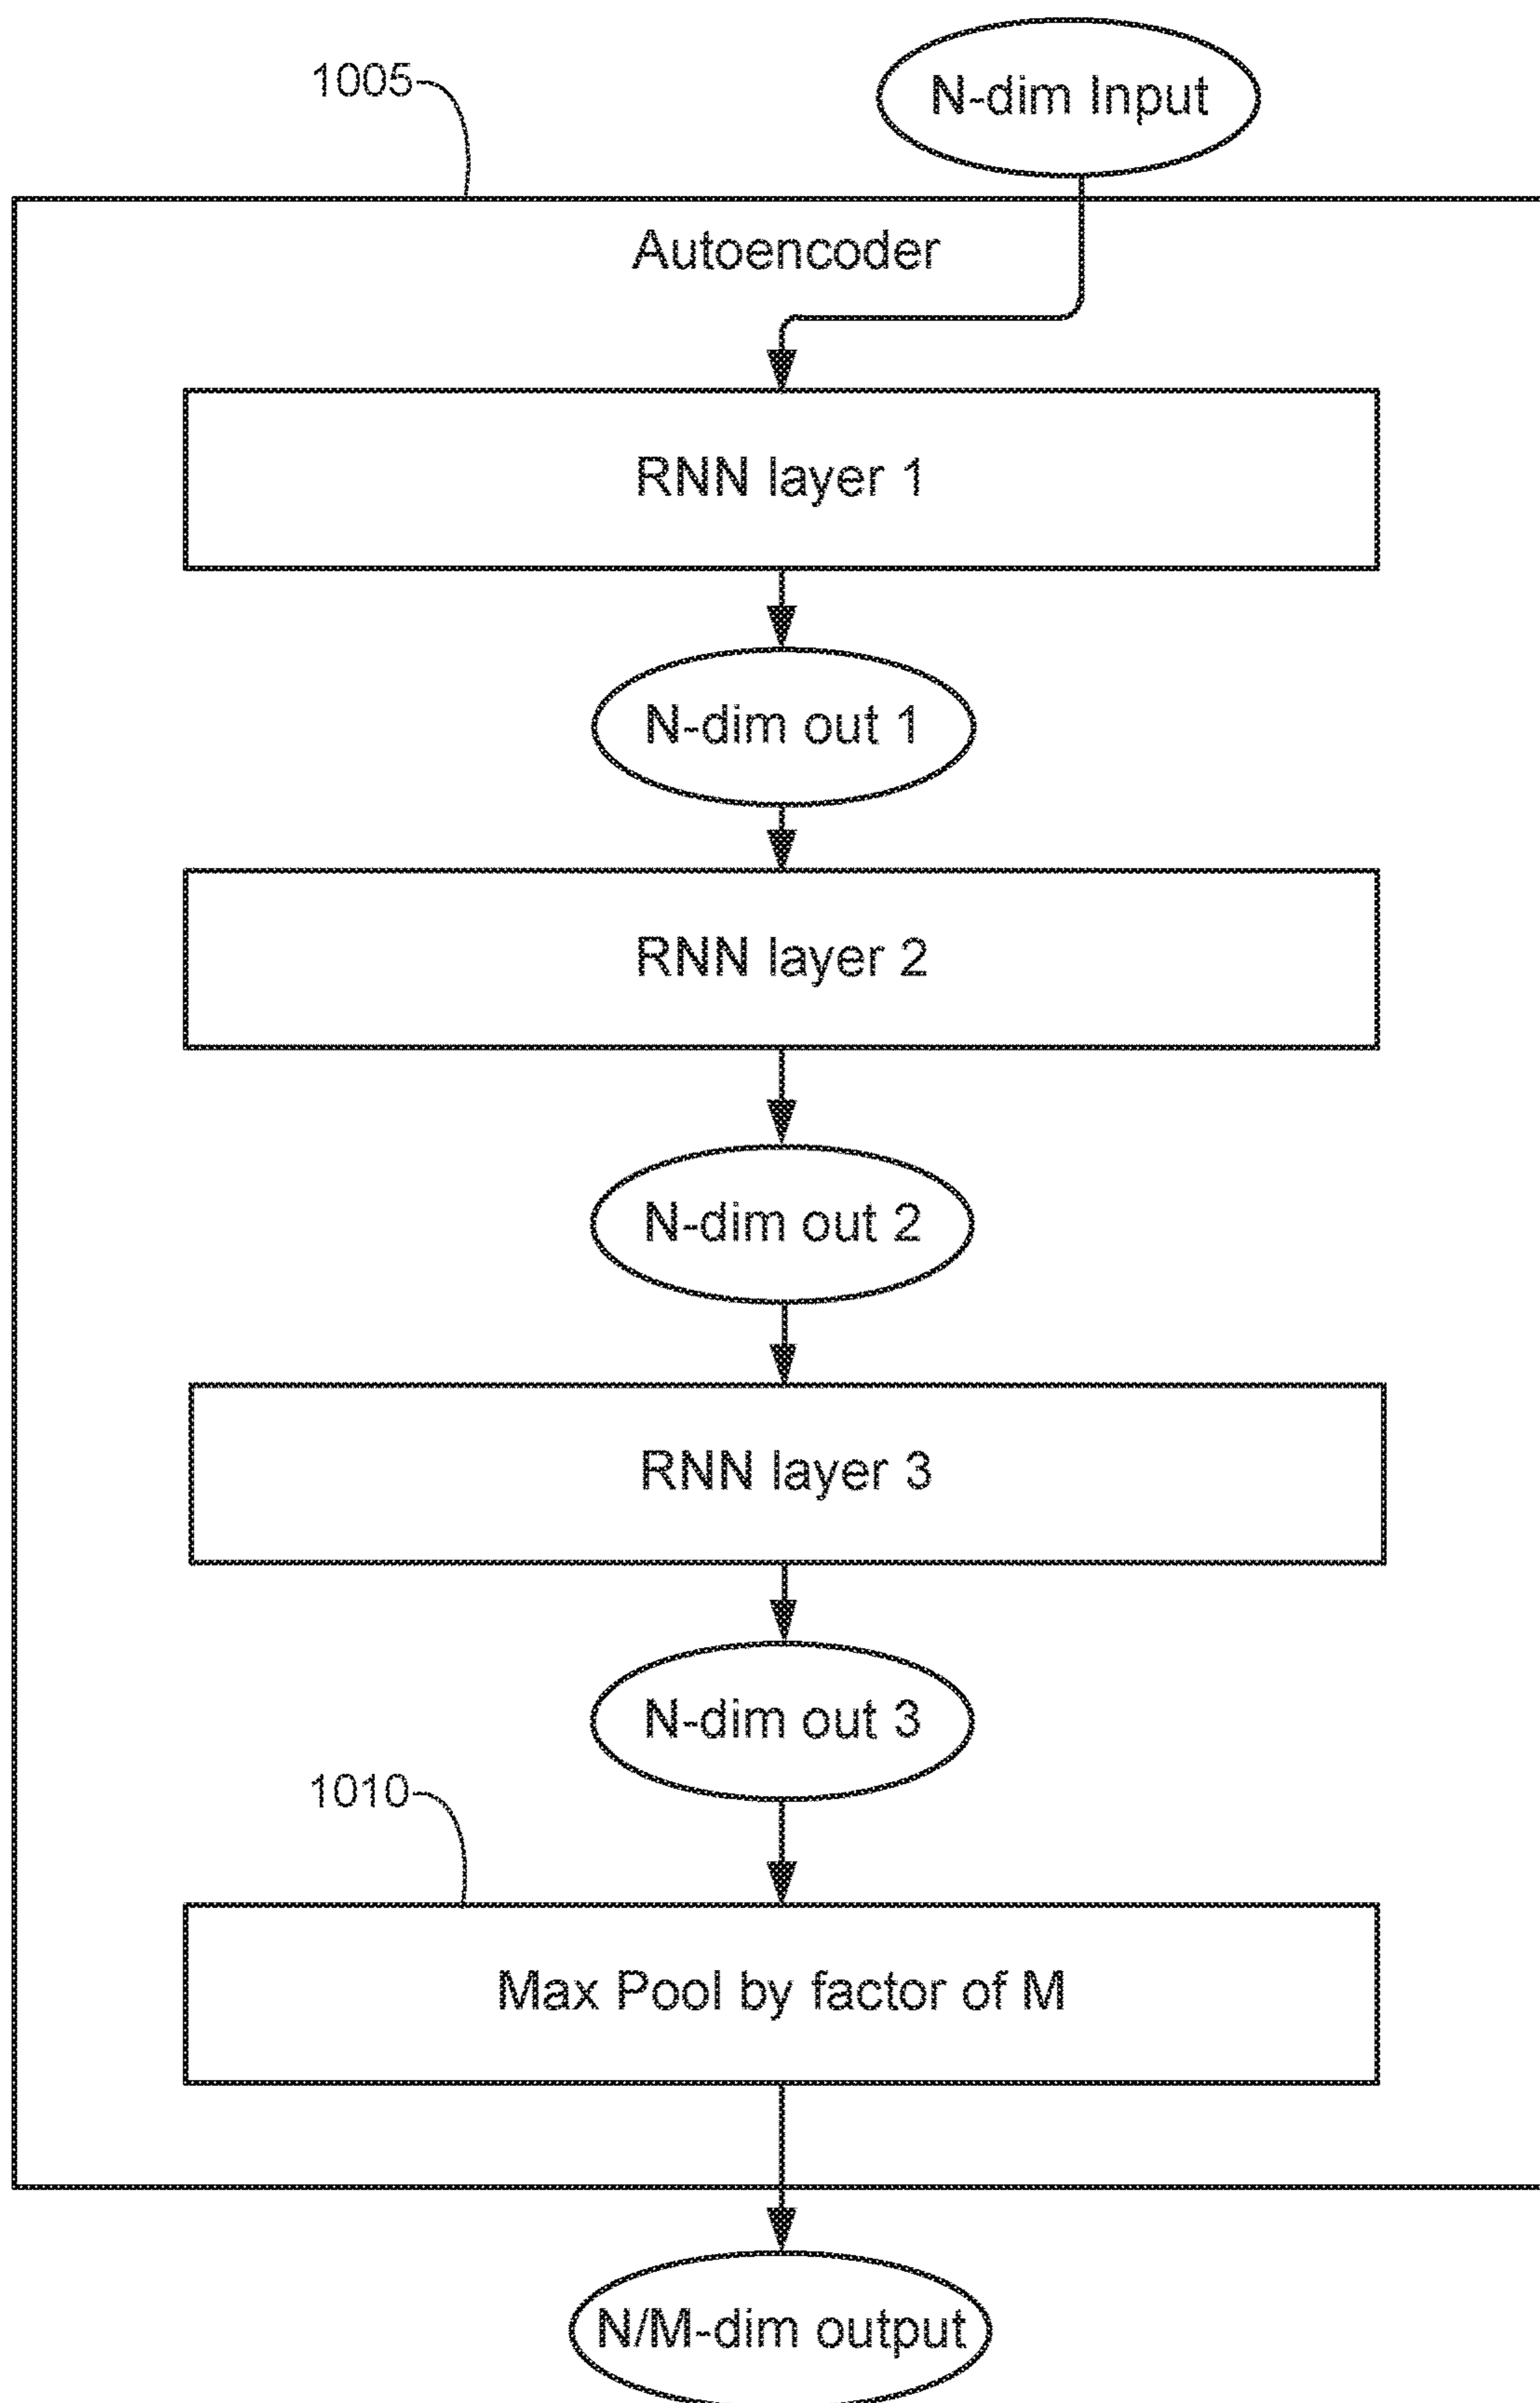 N-dim Input
1005
Autoencoder
RNN layer 1
N-dim out 1
RNN layer 2
N-dim out 2
RNN layer 3
N-dim out 3
1010
Max Pool by factor of M
N/M-dim output